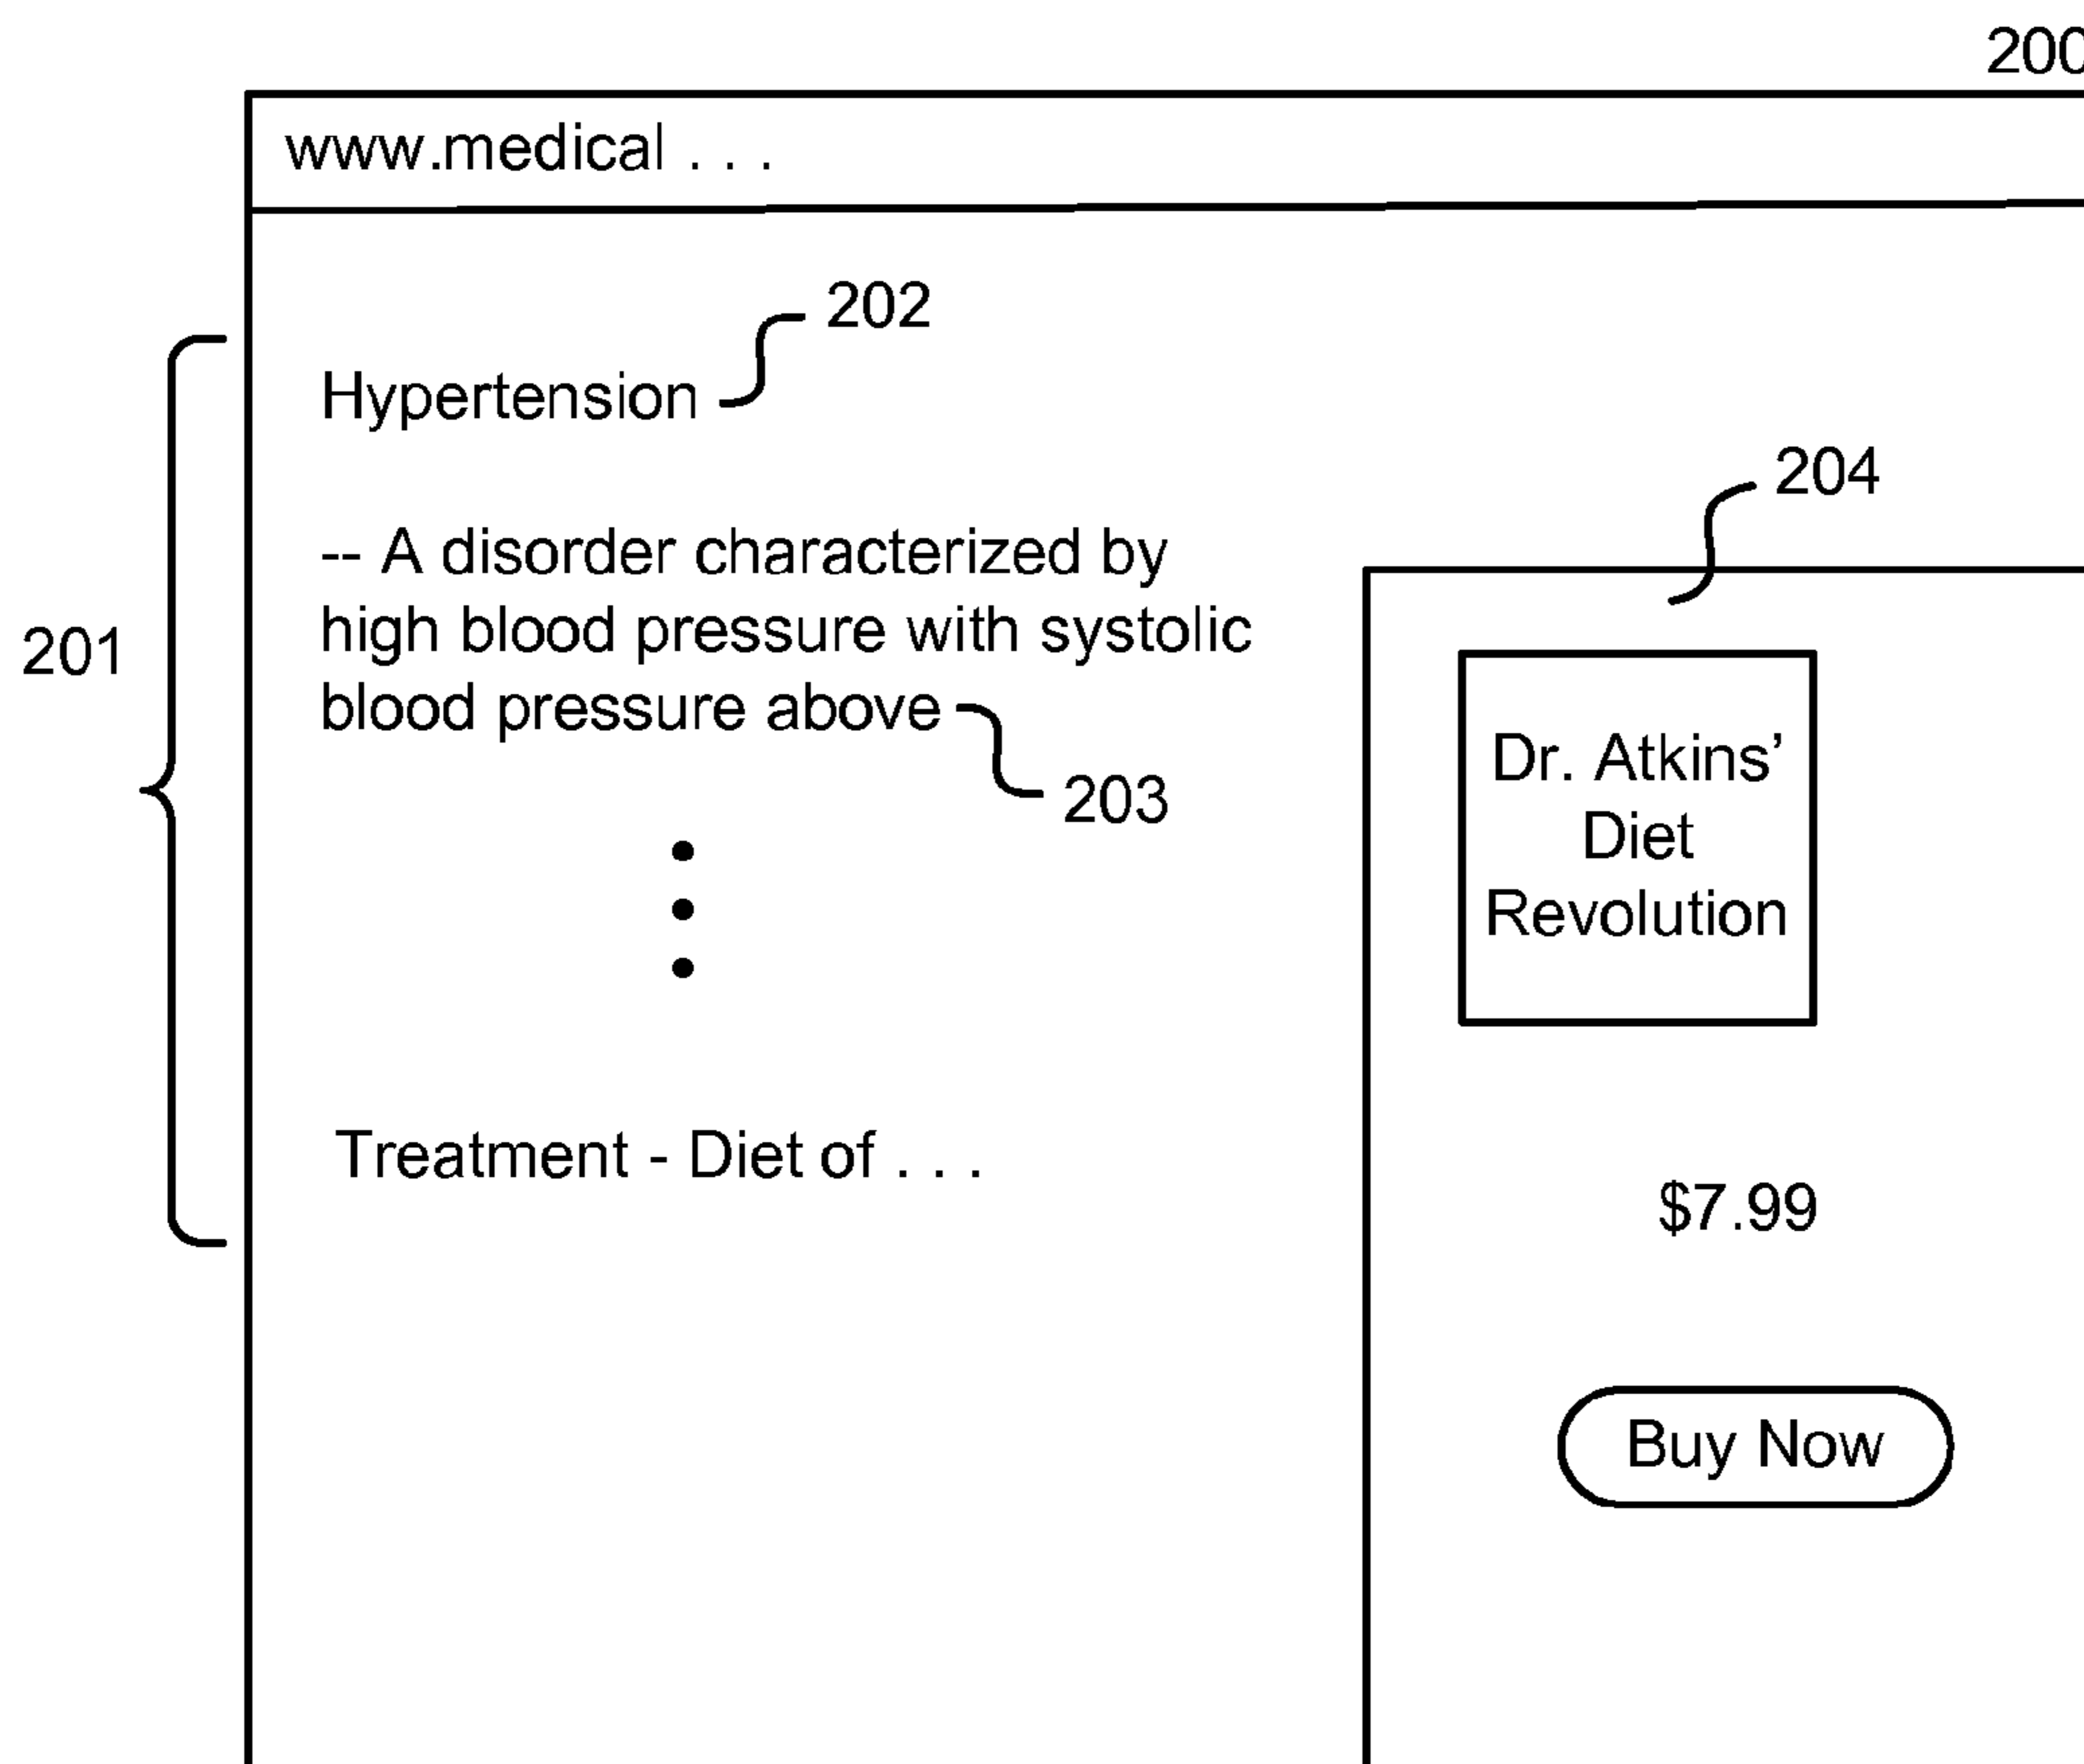 200
www.medical . . .
202
Hypertension
204
-- A disorder characterized by
high blood pressure with systolic
201
blood pressure above
203
Dr. Atkins’
Diet
Revolution
Treatment - Diet of . . .
$7.99
Buy Now